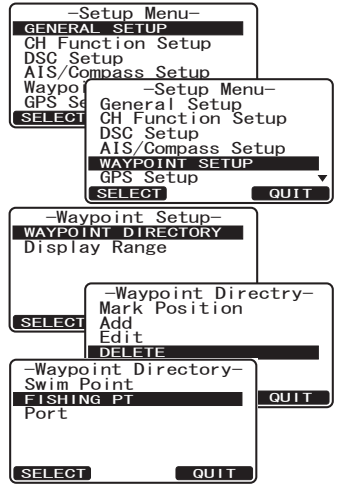 —Setup Menu—
GENERAL SETUP
CH Function Setup
DSC Setup
AIS/Compass Setup
Waypoi
GPS Se
SELECT
—Setup Menu—
General Setup
CH Function Setup
DSC Setup
AIS/Compass Setup
WAYPOINT SETUP
GPS Setup
SELECT QUIT
—Waypoint Setup—
WAYPOINT DIRECTORY
Display Range
SELECT
—Waypoint Directry—
Mark Position
Add
Edit
DELETE
QUIT
—Waypoint Directory—
Swim Point
FISHING PT
Port
SELECT QUIT